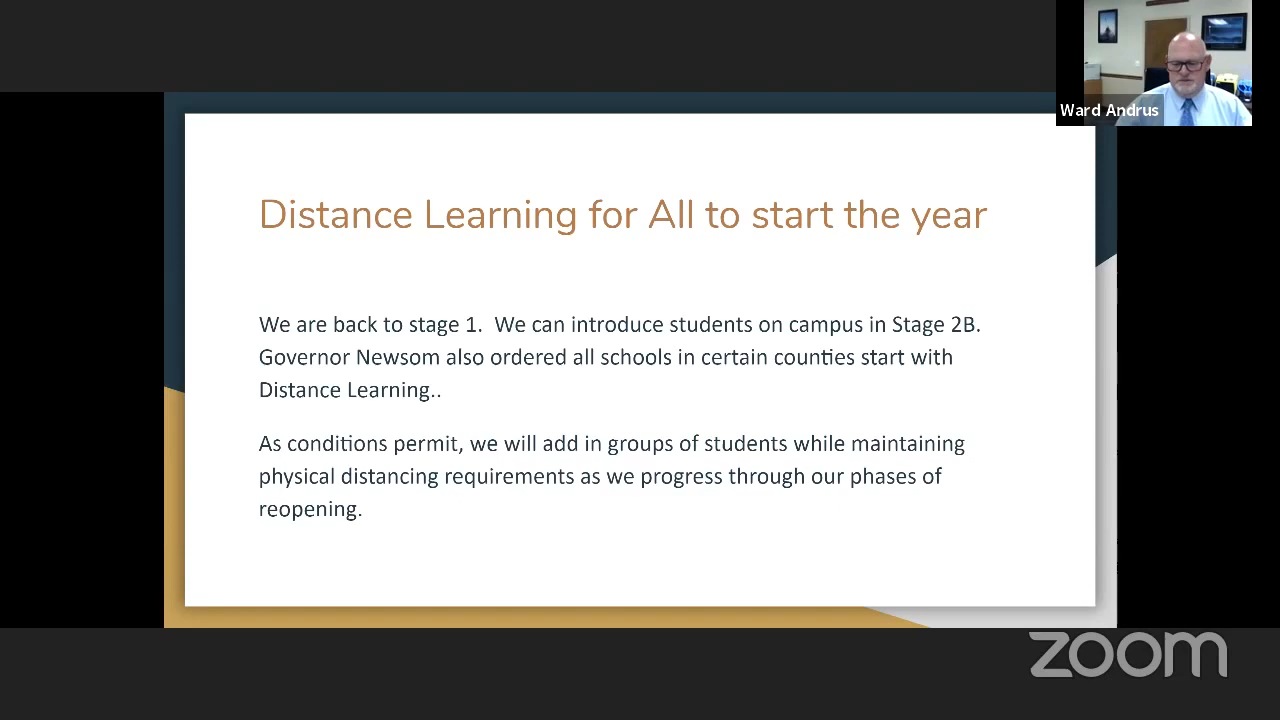 Ward Andrus
Distance Learning for All to start the year
We are back to stage 1.  We can introduce students on campus in Stage 2B.
Governor Newsom also ordered all schools in certain counties start with
Distance Learning..
As conditions permit, we will add in groups of students while maintaining
physical distancing requirements as we progress through our phases of
reopening.
zoom